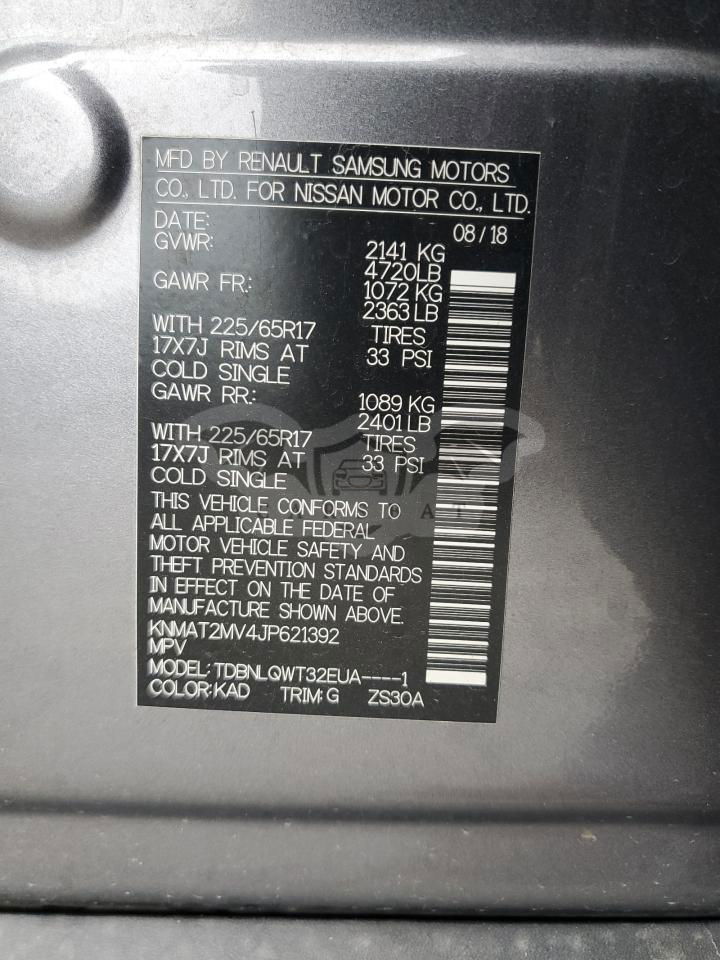 MFD BY RENAULT SAMSUNG MOTORS
CO., LTD. FOR NISSAN MOTOR CO., LTD.
DATE: 08/18
GVWR: 2141 KG
4720LB
GAWR FR: 1072 KG
2363 LB
WITH 225/65R17 TIRES
17X7J RIMS AT 33 PSI
COLD SINGLE
GAWR RR: 1089 KG
2401 LB
WITH 225/65R17 TIRES
17X7J RIMS AT 33 PSI
COLD SINGLE
THIS VEHICLE CONFORMS TO
ALL APPLICABLE FEDERAL
MOTOR VEHICLE SAFETY AND
THEFT PREVENTION STANDARDS
IN EFFECT ON THE DATE OF
MANUFACTURE SHOWN ABOVE.
KNMAT2MV4JP621392
MPV
MODEL: TDBNLQWT32EUA----1
COLOR:KAD TRIM:G ZS30A